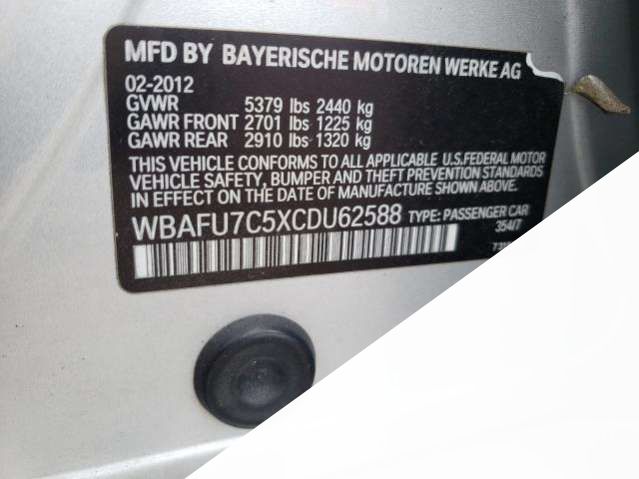 MFD BY BAYERISCHE MOTOREN WERKE AG
02-2012
GVWR 5379 lbs 2440 kg
GAWR FRONT 2701 lbs 1225 kg
GAWR REAR 2910 lbs 1320 kg
THIS VEHICLE CONFORMS TO ALL APPLICABLE U.S.FEDERAL MOTOR
VEHICLE SAFETY, BUMPER AND THEFT PREVENTION STANDARDS
IN EFFECT ON THE DATE OF MANUFACTURE SHOWN ABOVE.
WBAFU7C5XCDU62588 TYPE: PASSENGER CAR
354/7